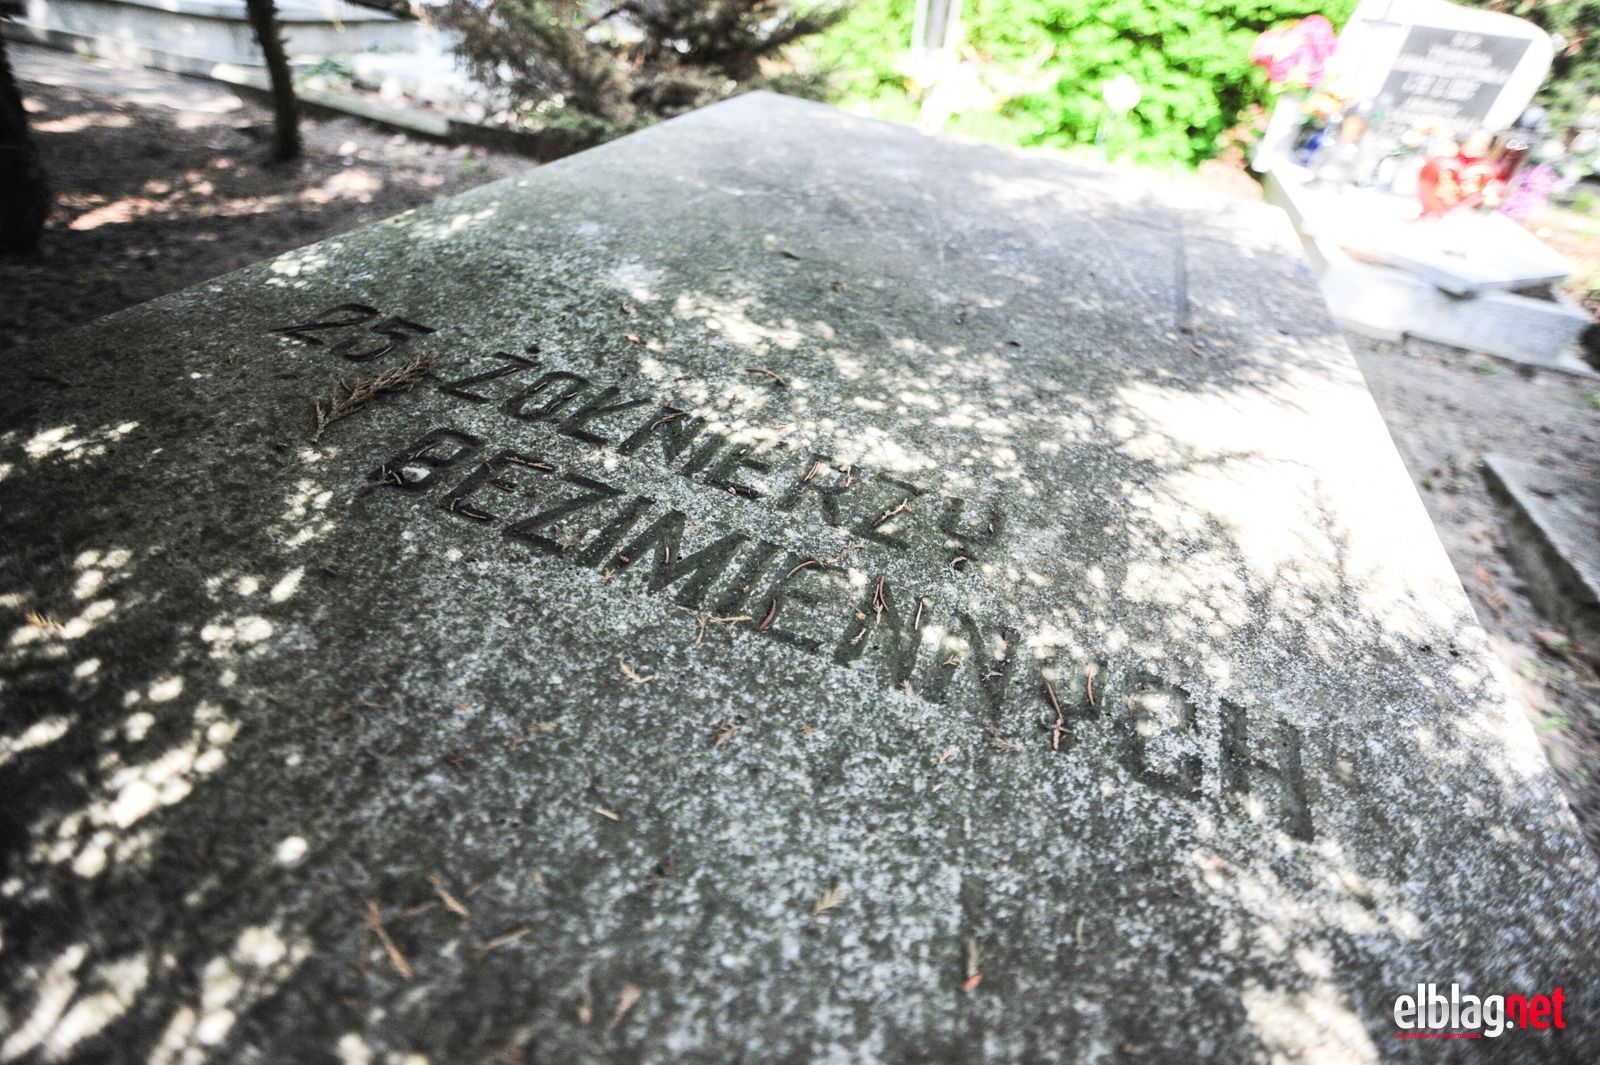 25 ŻOŁNIERZY
BEZIMIENNYCH
elblag.net